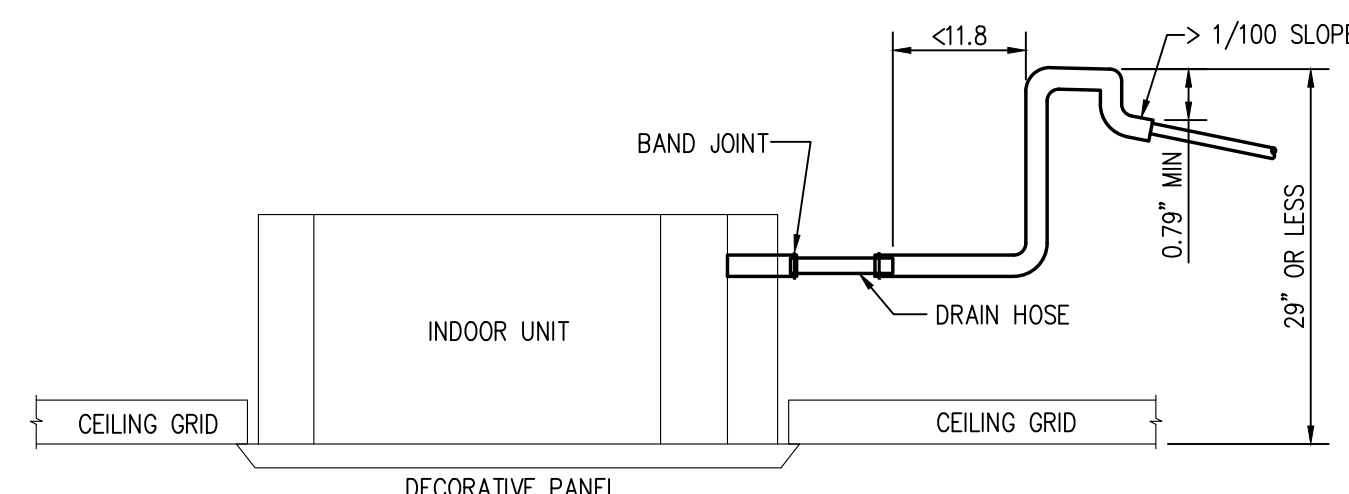 <11.8
> 1/100 SLOPE
BAND JOINT
0.79" MIN
29" OR LESS
DRAIN HOSE
INDOOR UNIT
CEILING GRID
CEILING GRID
DECORATIVE PANEL